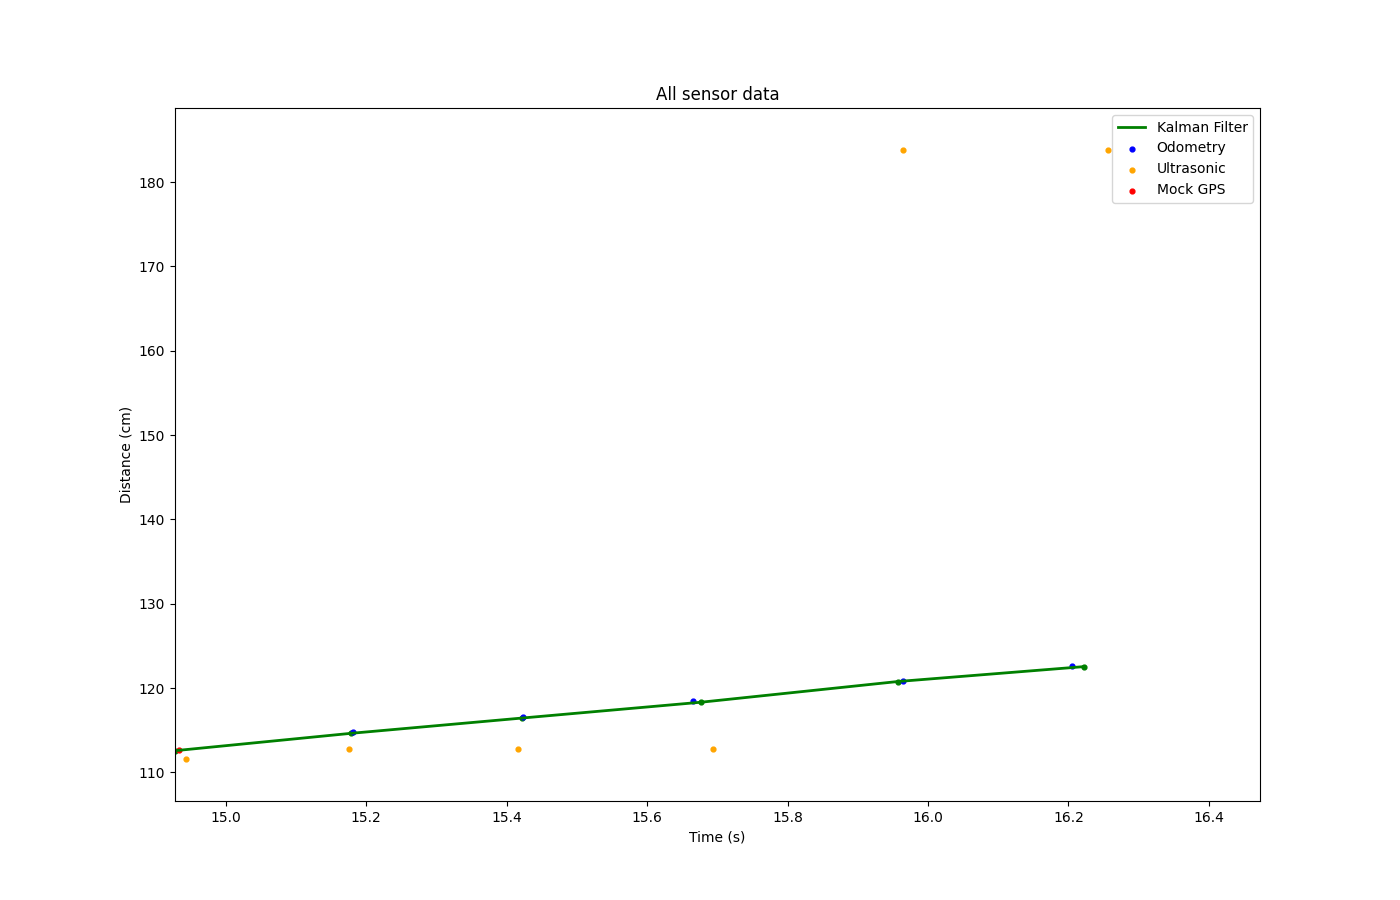 All sensor data
Kalman Filter
Odometry
Ultrasonic
Mock GPS
180
170
160
150
140
130
120
110
Distance (cm)
15.0 15.2 15.4 15.6 15.8 16.0 16.2 16.4
Time (s)